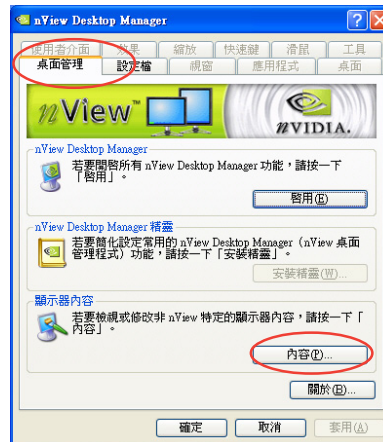 nView Desktop Manager
使用者介面 效果 縮放 快速鍵 滑鼠 工具
桌面管理 設定檔 視窗 應用程式 桌面
nView™
nVIDIA.
nView Desktop Manager
若要開啓所有 nView Desktop Manager 功能，請按一下
「啓用」。
啓用(E)
nView Desktop Manager 精靈
若要簡化設定常用的 nView Desktop Manager（nView 桌面
管理程式）功能，請按一下「安裝精靈」。
安裝精靈(W)...
顯示器內容
若要檢視或修改非 nView 特定的顯示器內容，請按一下「
內容」。
內容(P)...
關於(B)...
確定 取消 套用(A)